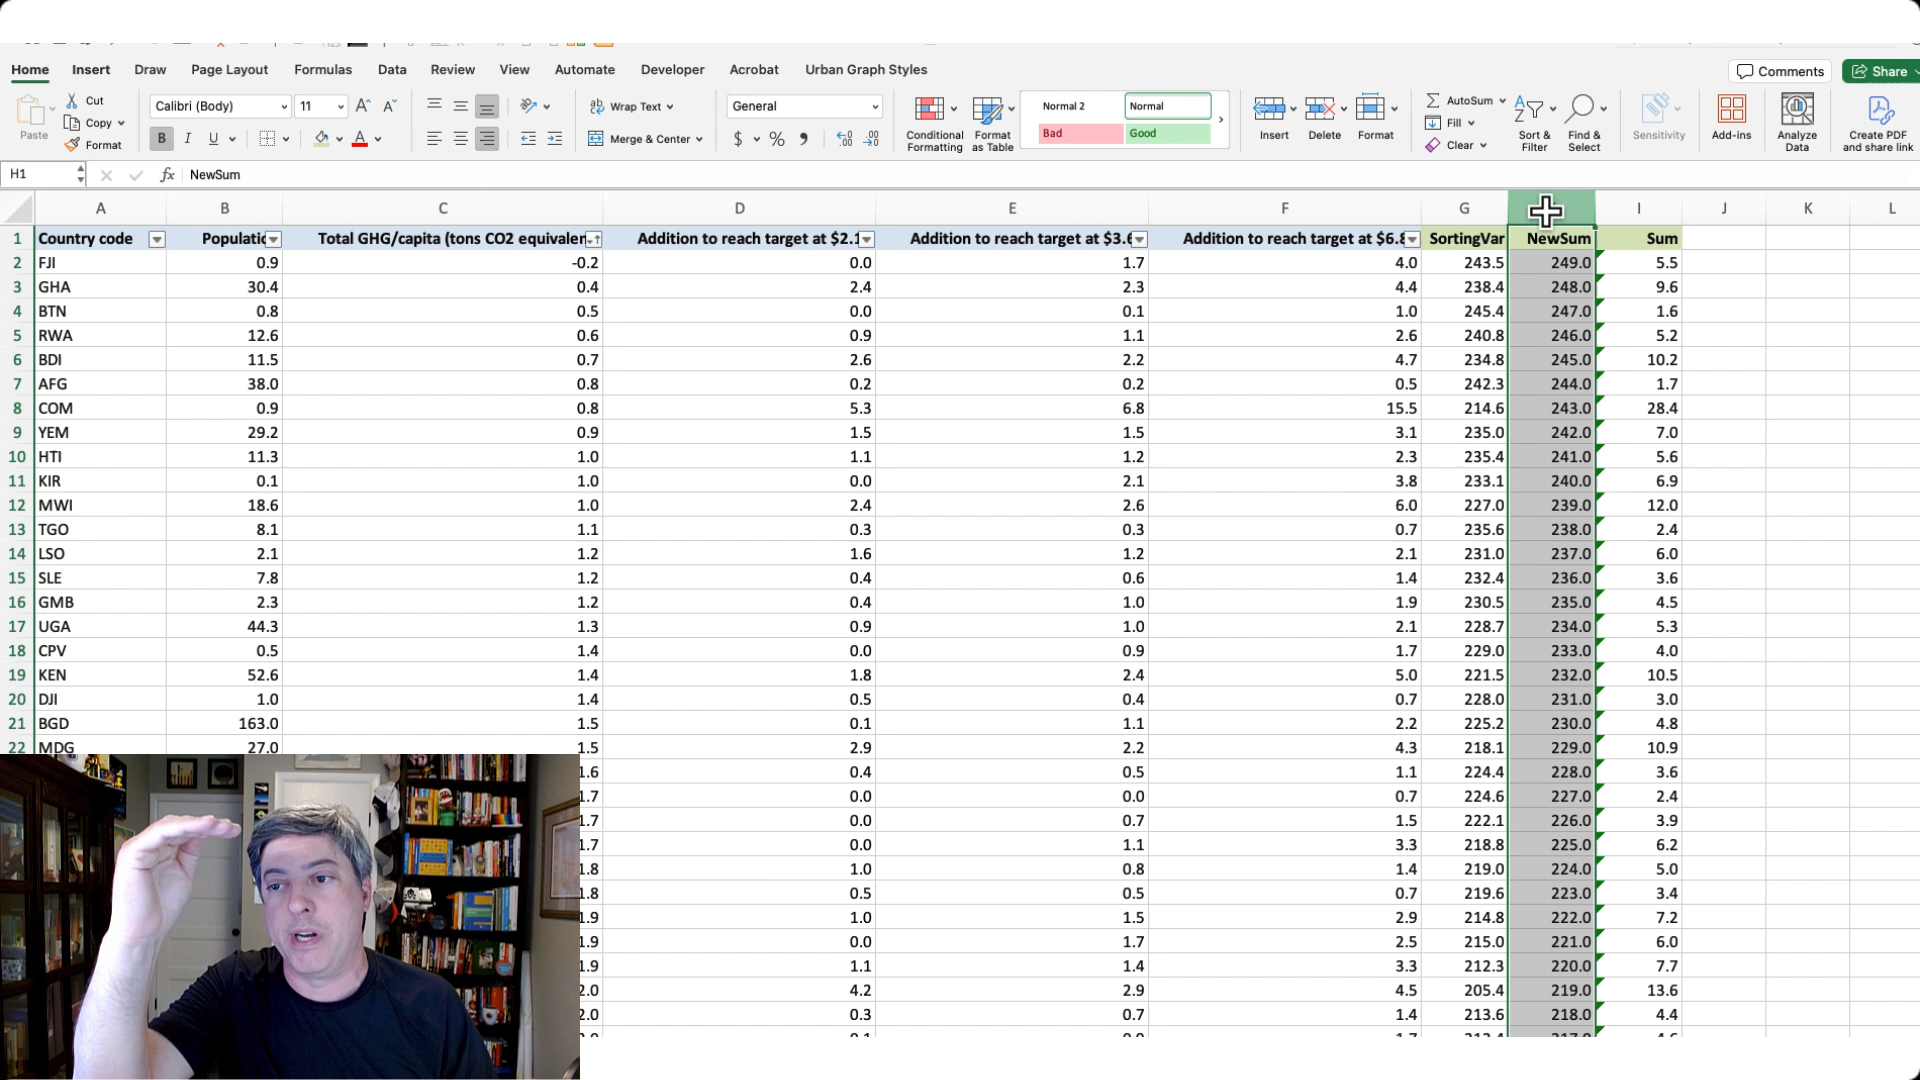 Home Insert Draw Page Layout Formulas Data Review View Automate Developer Acrobat Urban Graph Styles Comments Share
Paste Cut Copy Format Calibri (Body) 11 Wrap Text Merge & Center General Conditional Formatting Format as Table Normal 2 Normal Bad Good Insert Delete Format AutoSum Fill Clear Sort & Filter Find & Select Sensitivity Add-ins Analyze Data Create PDF and share link
H1 fx NewSum
A B C D E F G I J K L
1 Country code Populatic Total GHG/capita (tons CO2 equivalen Addition to reach target at $2.1 Addition to reach target at $3.6 Addition to reach target at $6.8 SortingVar NewSum Sum
2 FJI 0.9 -0.2 0.0 1.7 4.0 243.5 249.0 5.5
3 GHA 30.4 0.4 2.4 2.3 4.4 238.4 248.0 9.6
4 BTN 0.8 0.5 0.0 0.1 1.0 245.4 247.0 1.6
5 RWA 12.6 0.6 0.9 1.1 2.6 240.8 246.0 5.2
6 BDI 11.5 0.7 2.6 2.2 4.7 234.8 245.0 10.2
7 AFG 38.0 0.8 0.2 0.2 0.5 242.3 244.0 1.7
8 COM 0.9 0.8 5.3 6.8 15.5 214.6 243.0 28.4
9 YEM 29.2 0.9 1.5 1.5 3.1 235.0 242.0 7.0
10 HTI 11.3 1.0 1.1 1.2 2.3 235.4 241.0 5.6
11 KIR 0.1 1.0 0.0 2.1 3.8 233.1 240.0 6.9
12 MWI 18.6 1.0 2.4 2.6 6.0 227.0 239.0 12.0
13 TGO 8.1 1.1 0.3 0.3 0.7 235.6 238.0 2.4
14 LSO 2.1 1.2 1.6 1.2 2.1 231.0 237.0 6.0
15 SLE 7.8 1.2 0.4 0.6 1.4 232.4 236.0 3.6
16 GMB 2.3 1.2 0.4 1.0 1.9 230.5 235.0 4.5
17 UGA 44.3 1.3 0.9 1.0 2.1 228.7 234.0 5.3
18 CPV 0.5 1.4 0.0 0.9 1.7 229.0 233.0 4.0
19 KEN 52.6 1.4 1.8 2.4 5.0 221.5 232.0 10.5
20 DJI 1.0 1.4 0.5 0.4 0.7 228.0 231.0 3.0
21 BGD 163.0 1.5 0.1 1.1 2.2 225.2 230.0 4.8
22 MDG 27.0 1.5 2.9 2.2 4.3 218.1 229.0 10.9
1.6 0.4 0.5 1.1 224.4 228.0 3.6
1.7 0.0 0.0 0.7 224.6 227.0 2.4
1.7 0.0 0.7 1.5 222.1 226.0 3.9
1.7 0.0 1.1 3.3 218.8 225.0 6.2
1.8 1.0 0.8 1.4 219.0 224.0 5.0
1.8 0.5 0.5 0.7 219.6 223.0 3.4
1.9 1.0 1.5 2.9 214.8 222.0 7.2
1.9 0.0 1.7 2.5 215.0 221.0 6.0
1.9 1.1 1.4 3.3 212.3 220.0 7.7
2.0 4.2 2.9 4.5 205.4 219.0 13.6
2.0 0.3 0.7 1.4 213.6 218.0 4.4